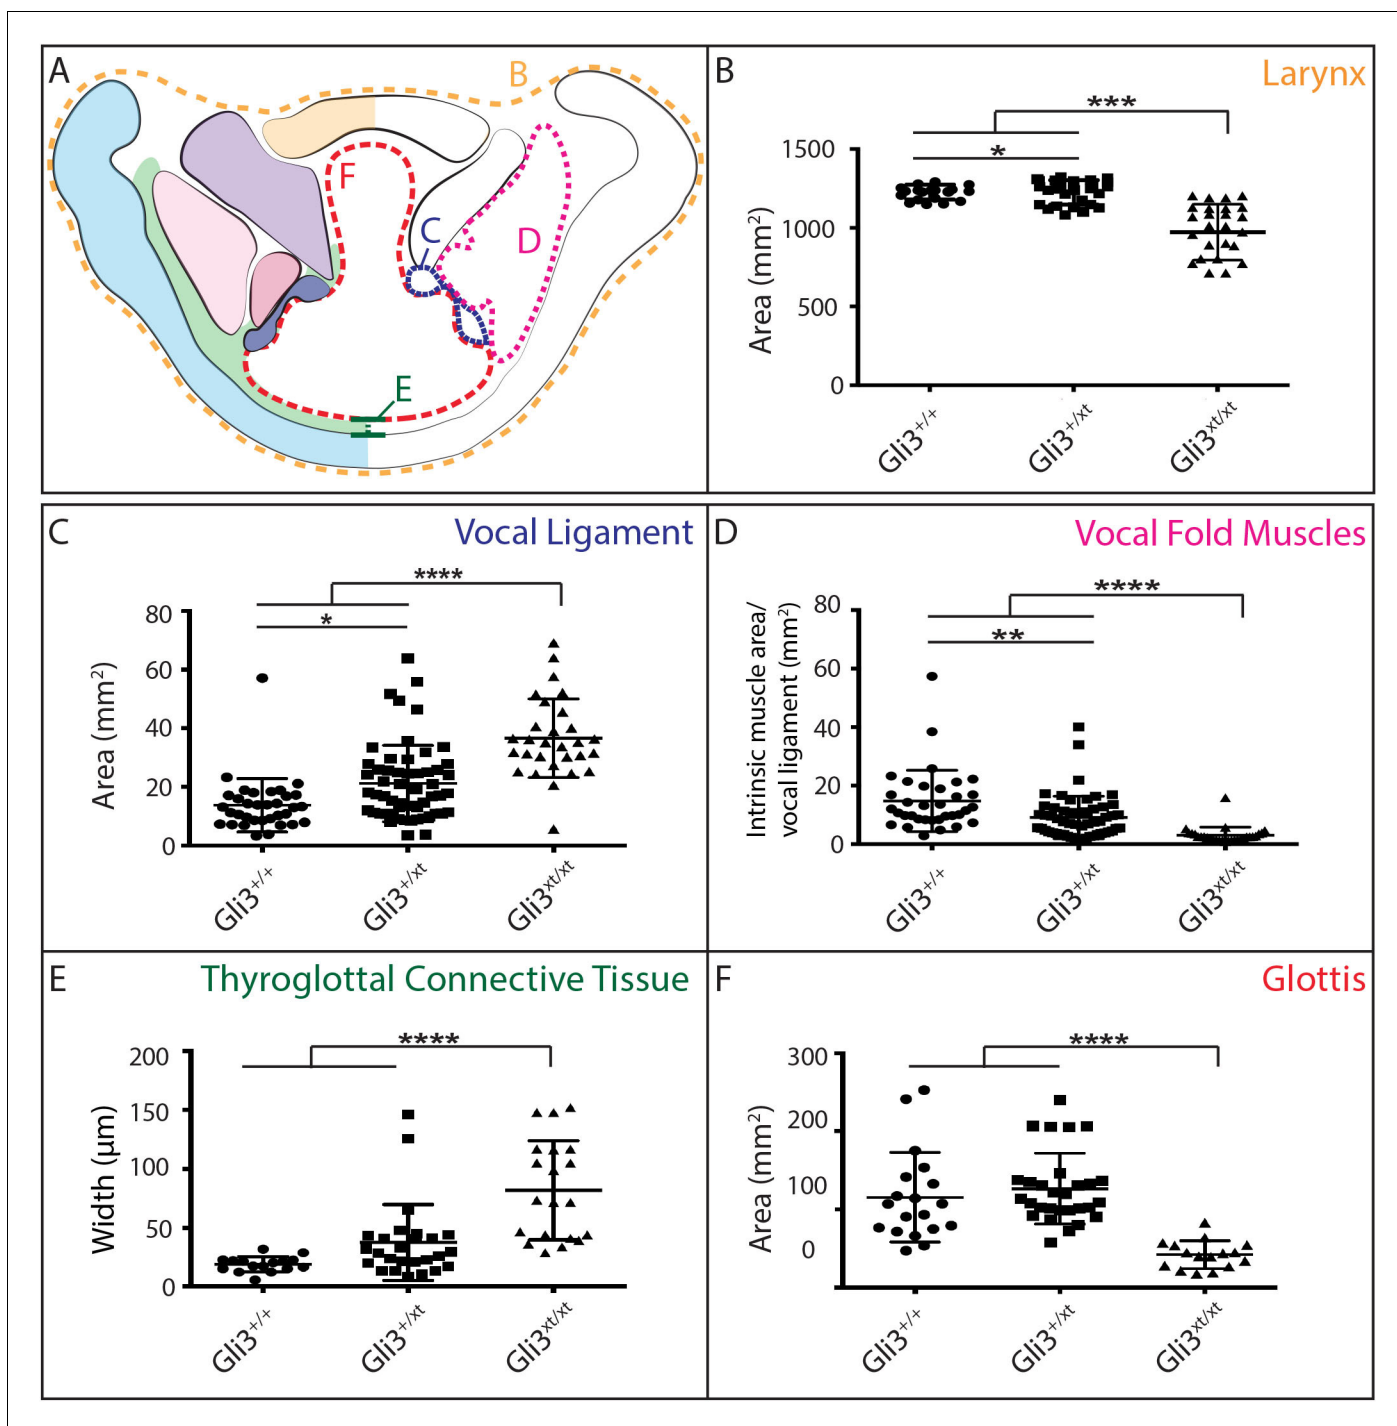 A
B
F
C
D
E
B
Larynx
***
*
1500
1000
500
0
Area (mm²)
Gli3+/+
Gli3+/xt
Gli3xt/xt
C
Vocal Ligament
****
*
80
60
40
20
0
Area (mm²)
Gli3+/+
Gli3+/xt
Gli3xt/xt
D
Vocal Fold Muscles
****
**
80
60
40
20
0
Intrinsic muscle area/
vocal ligament (mm²)
Gli3+/+
Gli3+/xt
Gli3xt/xt
E
Thyroglottal Connective Tissue
****
200
150
100
50
0
Width (µm)
Gli3+/+
Gli3+/xt
Gli3xt/xt
F
Glottis
****
300
200
100
0
Area (mm²)
Gli3+/+
Gli3+/xt
Gli3xt/xt